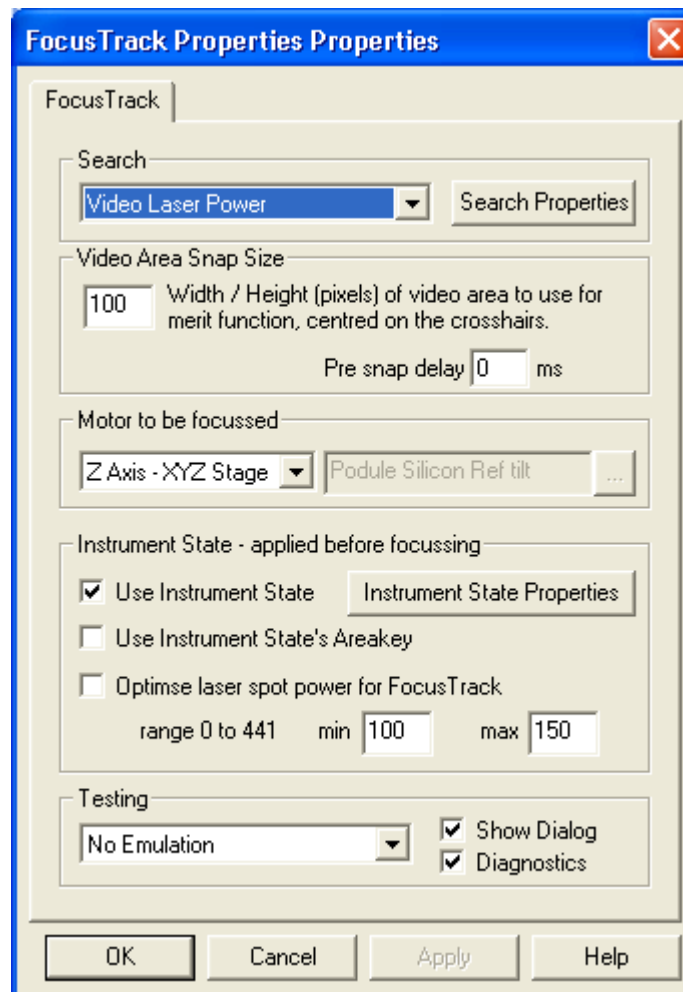 FocusTrack Properties Properties
FocusTrack
Search
Video Laser Power
Search Properties
Video Area Snap Size
100
Width / Height (pixels) of video area to use for
merit function, centred on the crosshairs.
Pre snap delay 0 ms
Motor to be focussed
Z Axis - XYZ Stage
Podule Silicon Ref tilt
...
Instrument State - applied before focussing
Use Instrument State
Instrument State Properties
Use Instrument State's Areakey
Optimse laser spot power for FocusTrack
range 0 to 441 min 100 max 150
Testing
No Emulation
Show Dialog
Diagnostics
OK Cancel Apply Help